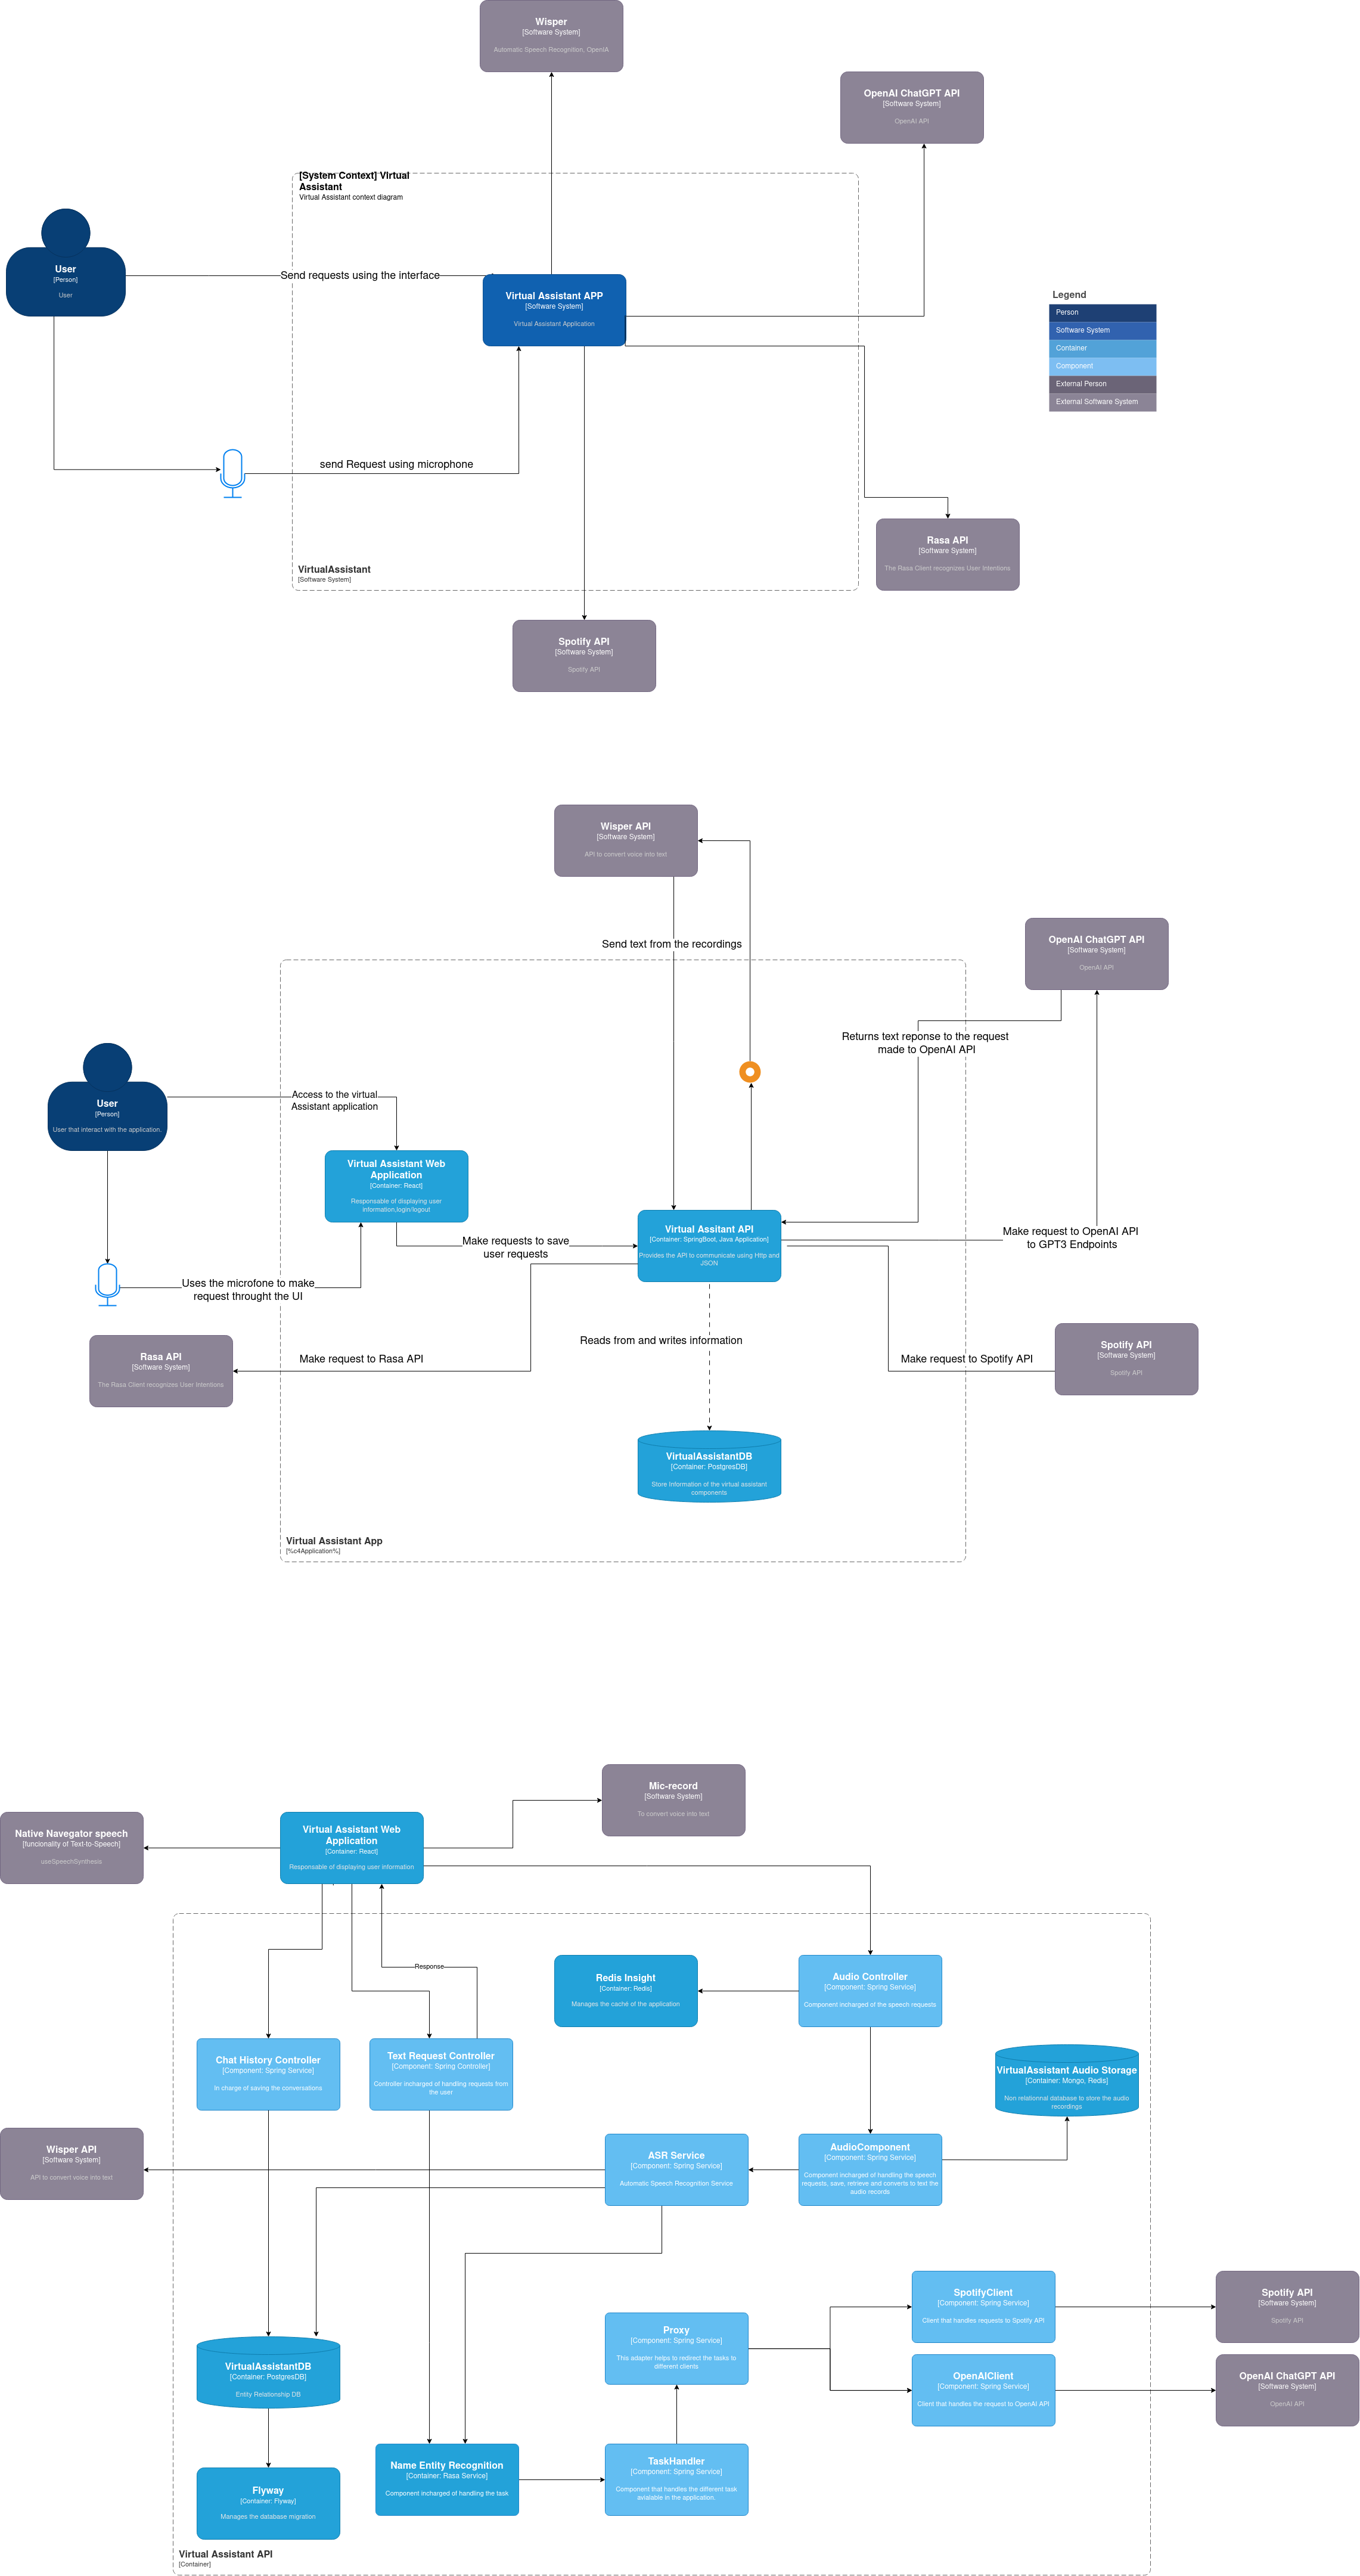 Wisper
[Software System]
Automatic Speech Recognition, OpenIA
OpenAI ChatGPT API
[Software System]
OpenAI API
[System Context] Virtual
Assistant
Virtual Assistant context diagram
User
[Person]
User
Send requests using the interface
Virtual Assistant APP
[Software System]
Virtual Assistant Application
Legend
Person
Software System
Container
Component
External Person
External Software System
send Request using microphone
Rasa API
[Software System]
The Rasa Client recognizes User Intentions
VirtualAssistant
[Software System]
Spotify API
[Software System]
Spotify API
Wisper API
[Software System]
API to convert voice into text
Send text from the recordings
OpenAI ChatGPT API
[Software System]
OpenAI API
Returns text reponse to the request
made to OpenAI API
User
[Person]
User that interact with the application.
Access to the virtual
Assistant application
Virtual Assistant Web
Application
[Container: React]
Responsable of displaying user
information,login/logout
Make requests to save
user requests
Virtual Assitant API
[Container: SpringBoot, Java Application]
Provides the API to communicate using Http and
JSON
Make request to OpenAI API
to GPT3 Endpoints
Uses the microfone to make
request throught the UI
Rasa API
[Software System]
The Rasa Client recognizes User Intentions
Make request to Rasa API
Reads from and writes information
Make request to Spotify API
Spotify API
[Software System]
Spotify API
VirtualAssistantDB
[Container: PostgresDB]
Store Information of the virtual assistant
components
Virtual Assistant App
[%c4Application%]
Mic-record
[Software System]
To convert voice into text
Native Navegator speech
[funcionality of Text-to-Speech]
useSpeechSynthesis
Virtual Assistant Web
Application
[Container: React]
Responsable of displaying user information
Response
Redis Insight
[Container: Redis]
Manages the caché of the application
Audio Controller
[Component: Spring Service]
Component incharged of the speech requests
Chat History Controller
[Component: Spring Service]
In charge of saving the conversations
Text Request Controller
[Component: Spring Controller]
Controller incharged of handling requests from
the user
VirtualAssistant Audio Storage
[Container: Mongo, Redis]
Non relationnal database to store the audio
recordings
Wisper API
[Software System]
API to convert voice into text
ASR Service
[Component: Spring Service]
Automatic Speech Recognition Service
AudioComponent
[Component: Spring Service]
Component incharged of handling the speech
requests, save, retrieve and converts to text the
audio records
SpotifyClient
[Component: Spring Service]
Client that handles requests to Spotify API
Spotify API
[Software System]
Spotify API
Proxy
[Component: Spring Service]
This adapter helps to redirect the tasks to
different clients
VirtualAssistantDB
[Container: PostgresDB]
Entity Relationship DB
OpenAIClient
[Component: Spring Service]
Client that handles the request to OpenAI API
OpenAI ChatGPT API
[Software System]
OpenAI API
Name Entity Recognition
[Container: Rasa Service]
Component incharged of handling the task
TaskHandler
[Component: Spring Service]
Component that handles the different task
avialable in the application.
Flyway
[Container: Flyway]
Manages the database migration
Virtual Assistant API
[Container]